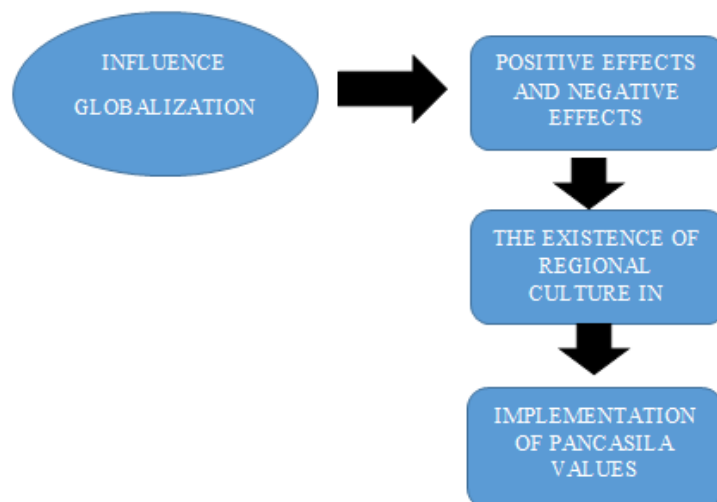 INFLUENCE
GLOBALIZATION
POSITIVE EFFECTS
AND NEGATIVE
EFFECTS
THE EXISTENCE OF
REGIONAL
CULTURE IN
IMPLEMENTATION
OF PANCASILA
VALUES